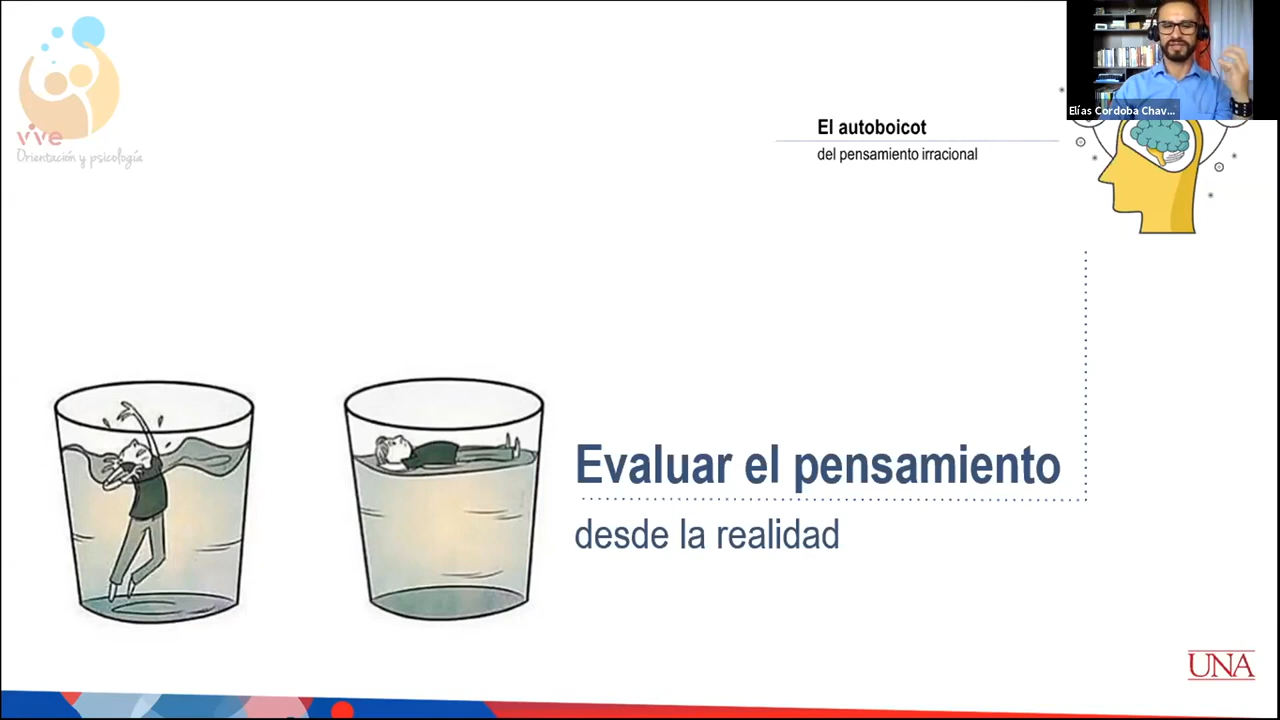 vive
Orientación y psicología
Elías Cordoba Chav...
El autoboicot
del pensamiento irracional
Evaluar el pensamiento
desde la realidad
UNA